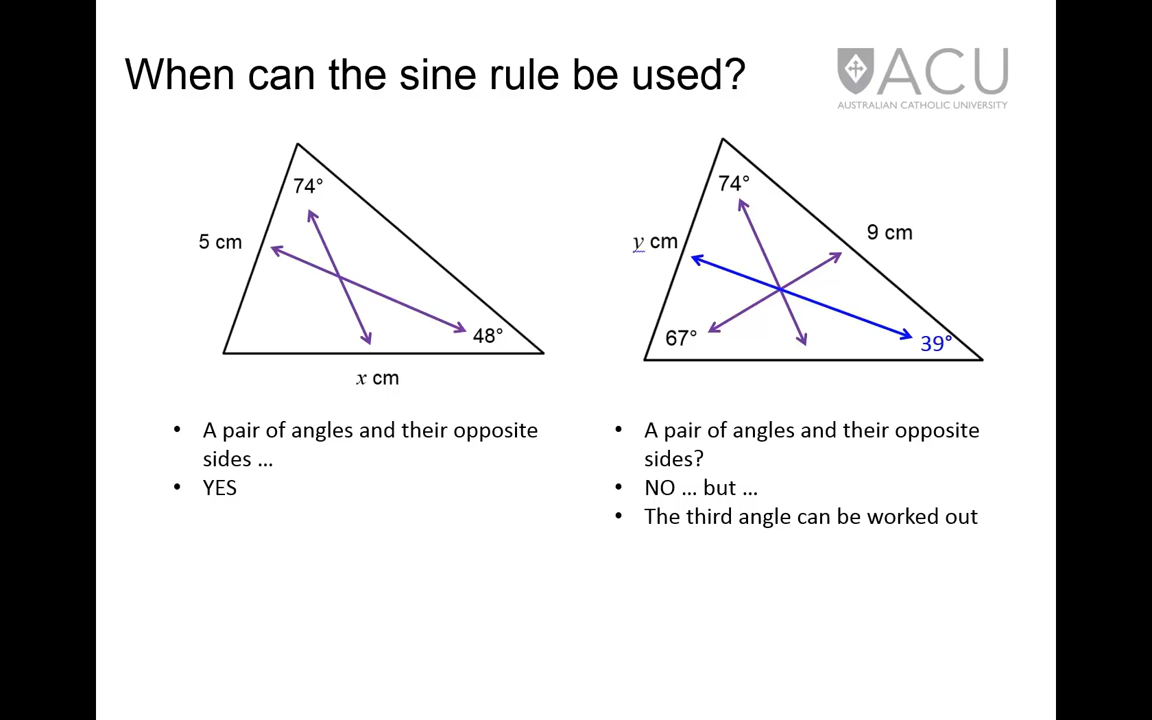 When can the sine rule be used?
ACU
AUSTRALIAN CATHOLIC UNIVERSITY
74°
5 cm
48°
x cm
74°
y cm
9 cm
67°
39°
• A pair of angles and their opposite
sides ...
• YES
• A pair of angles and their opposite
sides?
• NO ... but ...
• The third angle can be worked out